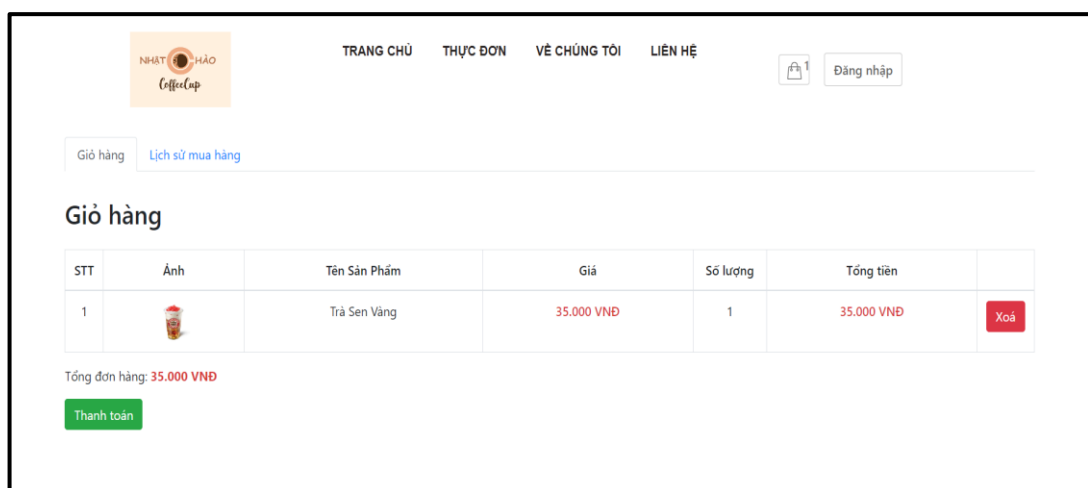 NHẬT CHÀO
CoffeeCup
TRANG CHỦ THỰC ĐƠN VỀ CHÚNG TÔI LIÊN HỆ
1 Đăng nhập
Giỏ hàng Lịch sử mua hàng
Giỏ hàng
STT Ảnh Tên Sản Phẩm Giá Số lượng Tổng tiền
1 Trà Sen Vàng 35.000 VNĐ 1 35.000 VNĐ Xoá
Tổng đơn hàng: 35.000 VNĐ
Thanh toán